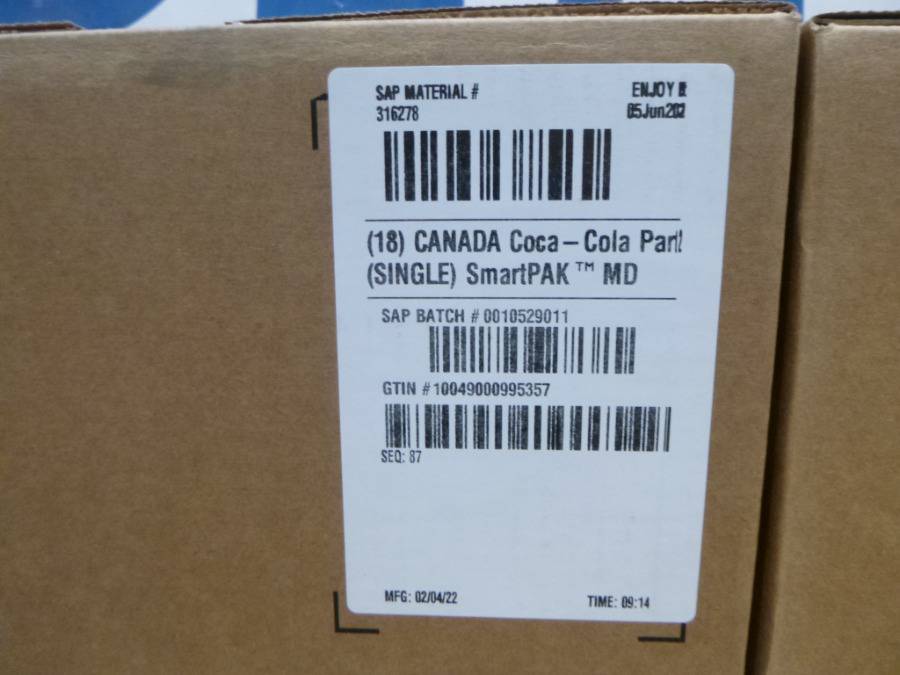 SAP MATERIAL #
316278
ENJOY B
05Jun202
(18) CANADA Coca-Cola Part
(SINGLE) SmartPAK™ MD
SAP BATCH # 0010529011
GTIN # 10049000995357
SEQ: 87
MFG: 02/04/22
TIME: 09:14